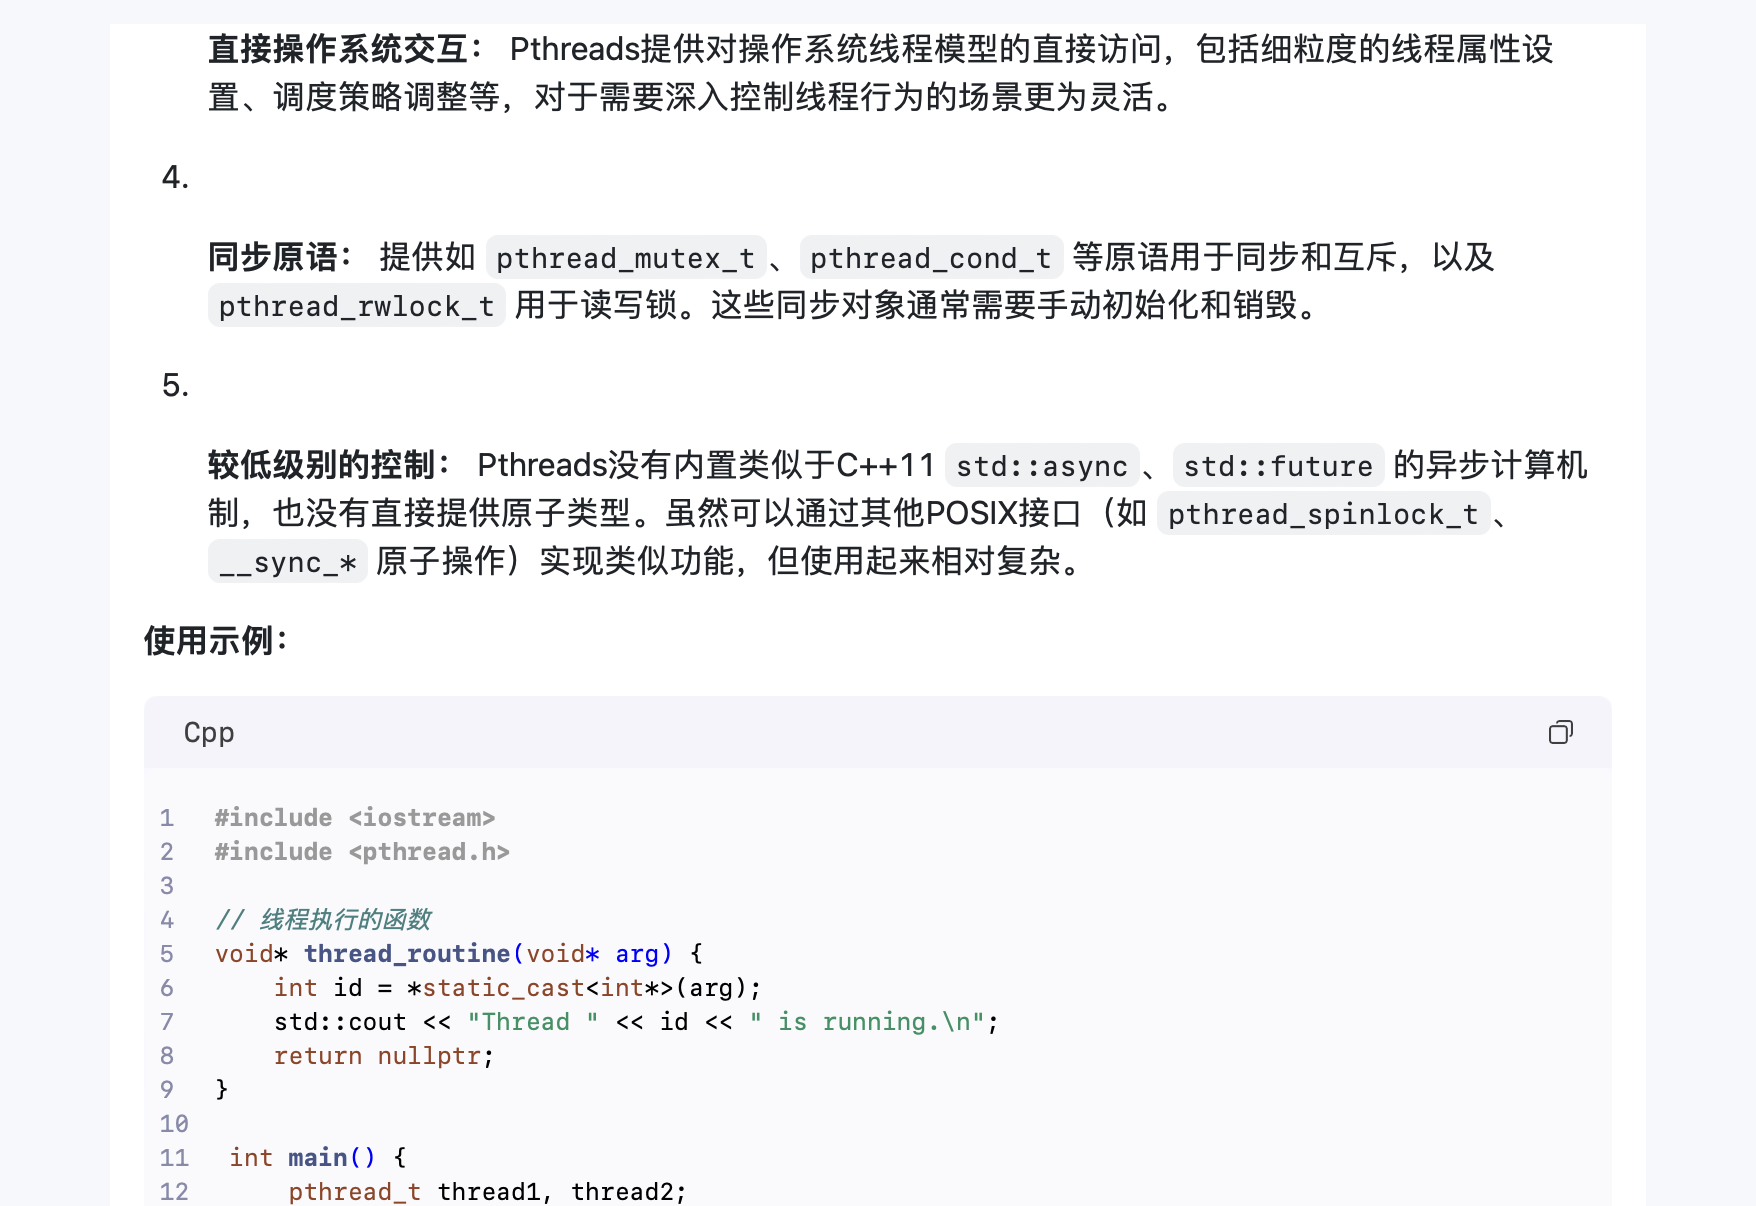 直接操作系统交互： Pthreads提供对操作系统线程模型的直接访问，包括细粒度的线程属性设
置、调度策略调整等，对于需要深入控制线程行为的场景更为灵活。
4.
同步原语： 提供如 pthread_mutex_t 、 pthread_cond_t 等原语用于同步和互斥，以及
pthread_rwlock_t 用于读写锁。这些同步对象通常需要手动初始化和销毁。
5.
较低级别的控制： Pthreads没有内置类似于C++11 std::async 、 std::future 的异步计算机
制，也没有直接提供原子类型。虽然可以通过其他POSIX接口（如 pthread_spinlock_t 、
__sync_* 原子操作）实现类似功能，但使用起来相对复杂。
使用示例：
Cpp
1 #include <iostream>
2 #include <pthread.h>
3
4 // 线程执行的函数
5 void* thread_routine(void* arg) {
6     int id = *static_cast<int*>(arg);
7     std::cout << "Thread " << id << " is running.\n";
8     return nullptr;
9 }
10
11  int main() {
12      pthread_t thread1, thread2;